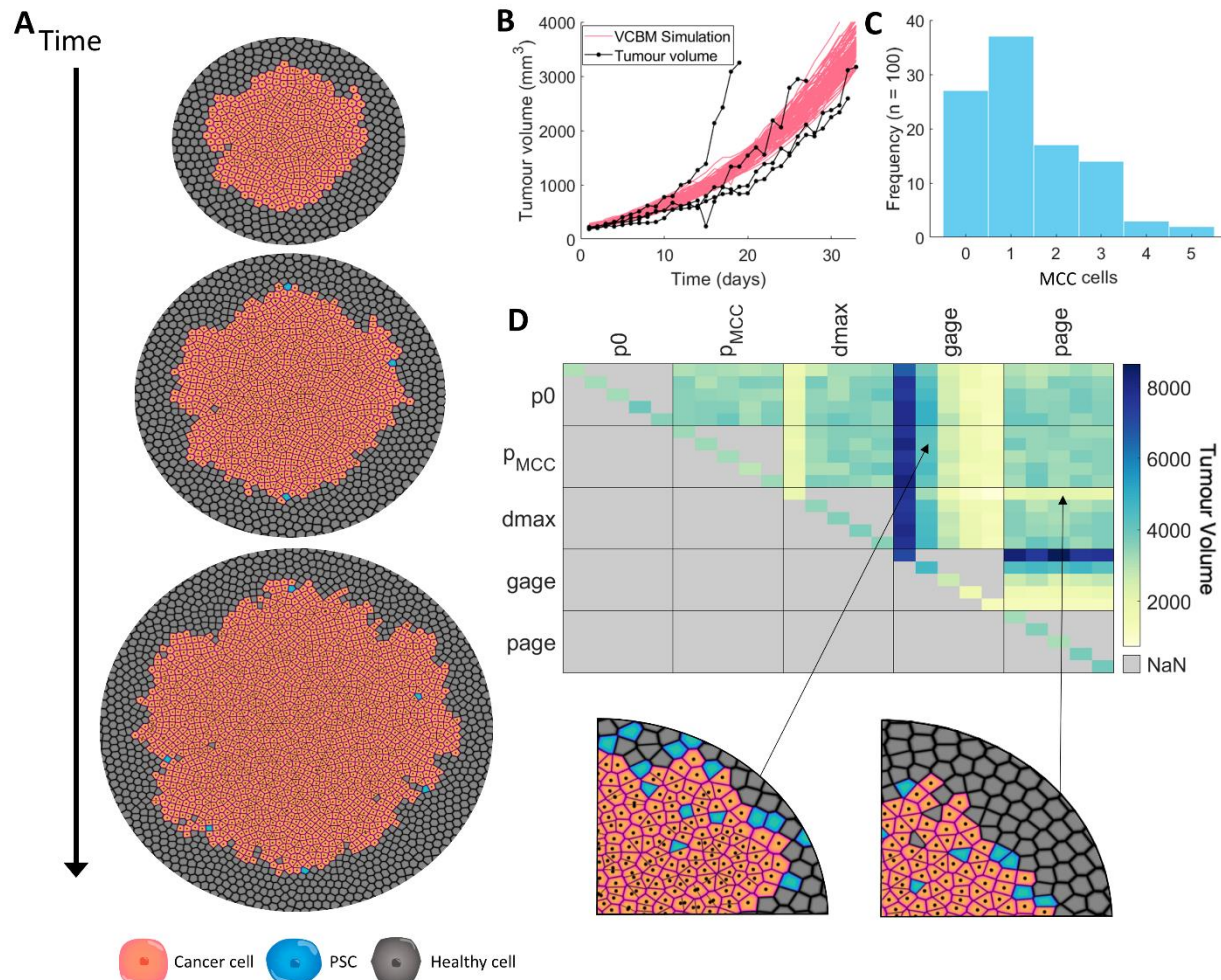 A
Time
Cancer cell
PSC
Healthy cell
B
4000
3000
2000
1000
0
Tumour volume (mm³)
VCBM Simulation
Tumour volume
0
10
20
30
Time (days)
C
40
30
20
10
0
Frequency (n = 100)
0
1
2
3
4
5
MCC cells
D
p0
pMCC
dmax
gage
page
p0
pMCC
dmax
gage
page
8000
6000
4000
2000
NaN
Tumour Volume